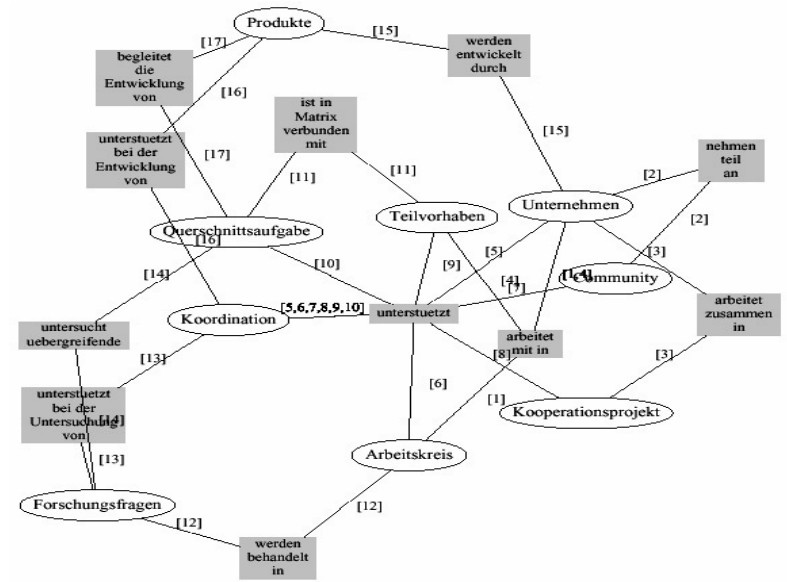 Produkte
[17]
[15]
werden
entwickelt
durch
begleitet
die
Entwicklung
von
[16]
ist in
Matrix
verbunden
mit
unterstuetzt
bei der
Entwicklung
von
[17]
[15]
nehmen
teil
an
[11]
[11]
[2]
Teilvorhaben
Unternehmen
[2]
Querschnittsaufgabe
[16]
[10]
[9]
[5]
[3]
[14]
[4]
[7]
Community
Koordination
[5,6,7,8,9,10]
unterstuetzt
arbeitet
zusammen
in
untersucht
uebergreifende
[13]
arbeitet
mit in
[8]
[3]
[6]
unterstuetzt
bei der
Untersuchung
von
[14]
[1]
Kooperationsprojekt
[13]
Arbeitskreis
Forschungsfragen
[12]
[12]
werden
behandelt
in